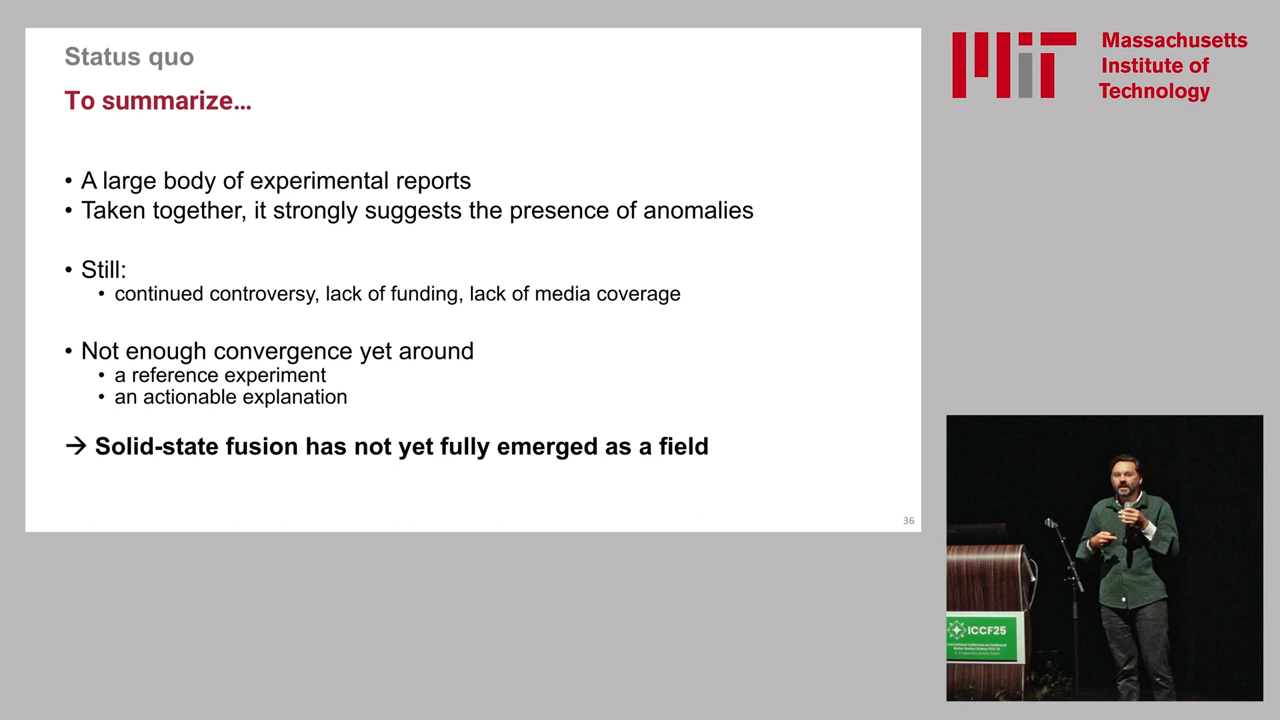 Status quo
To summarize…
• A large body of experimental reports
• Taken together, it strongly suggests the presence of anomalies
• Still:
• continued controversy, lack of funding, lack of media coverage
• Not enough convergence yet around
• a reference experiment
• an actionable explanation
→ Solid-state fusion has not yet fully emerged as a field
36
Massachusetts
Institute of
Technology
ICCF25